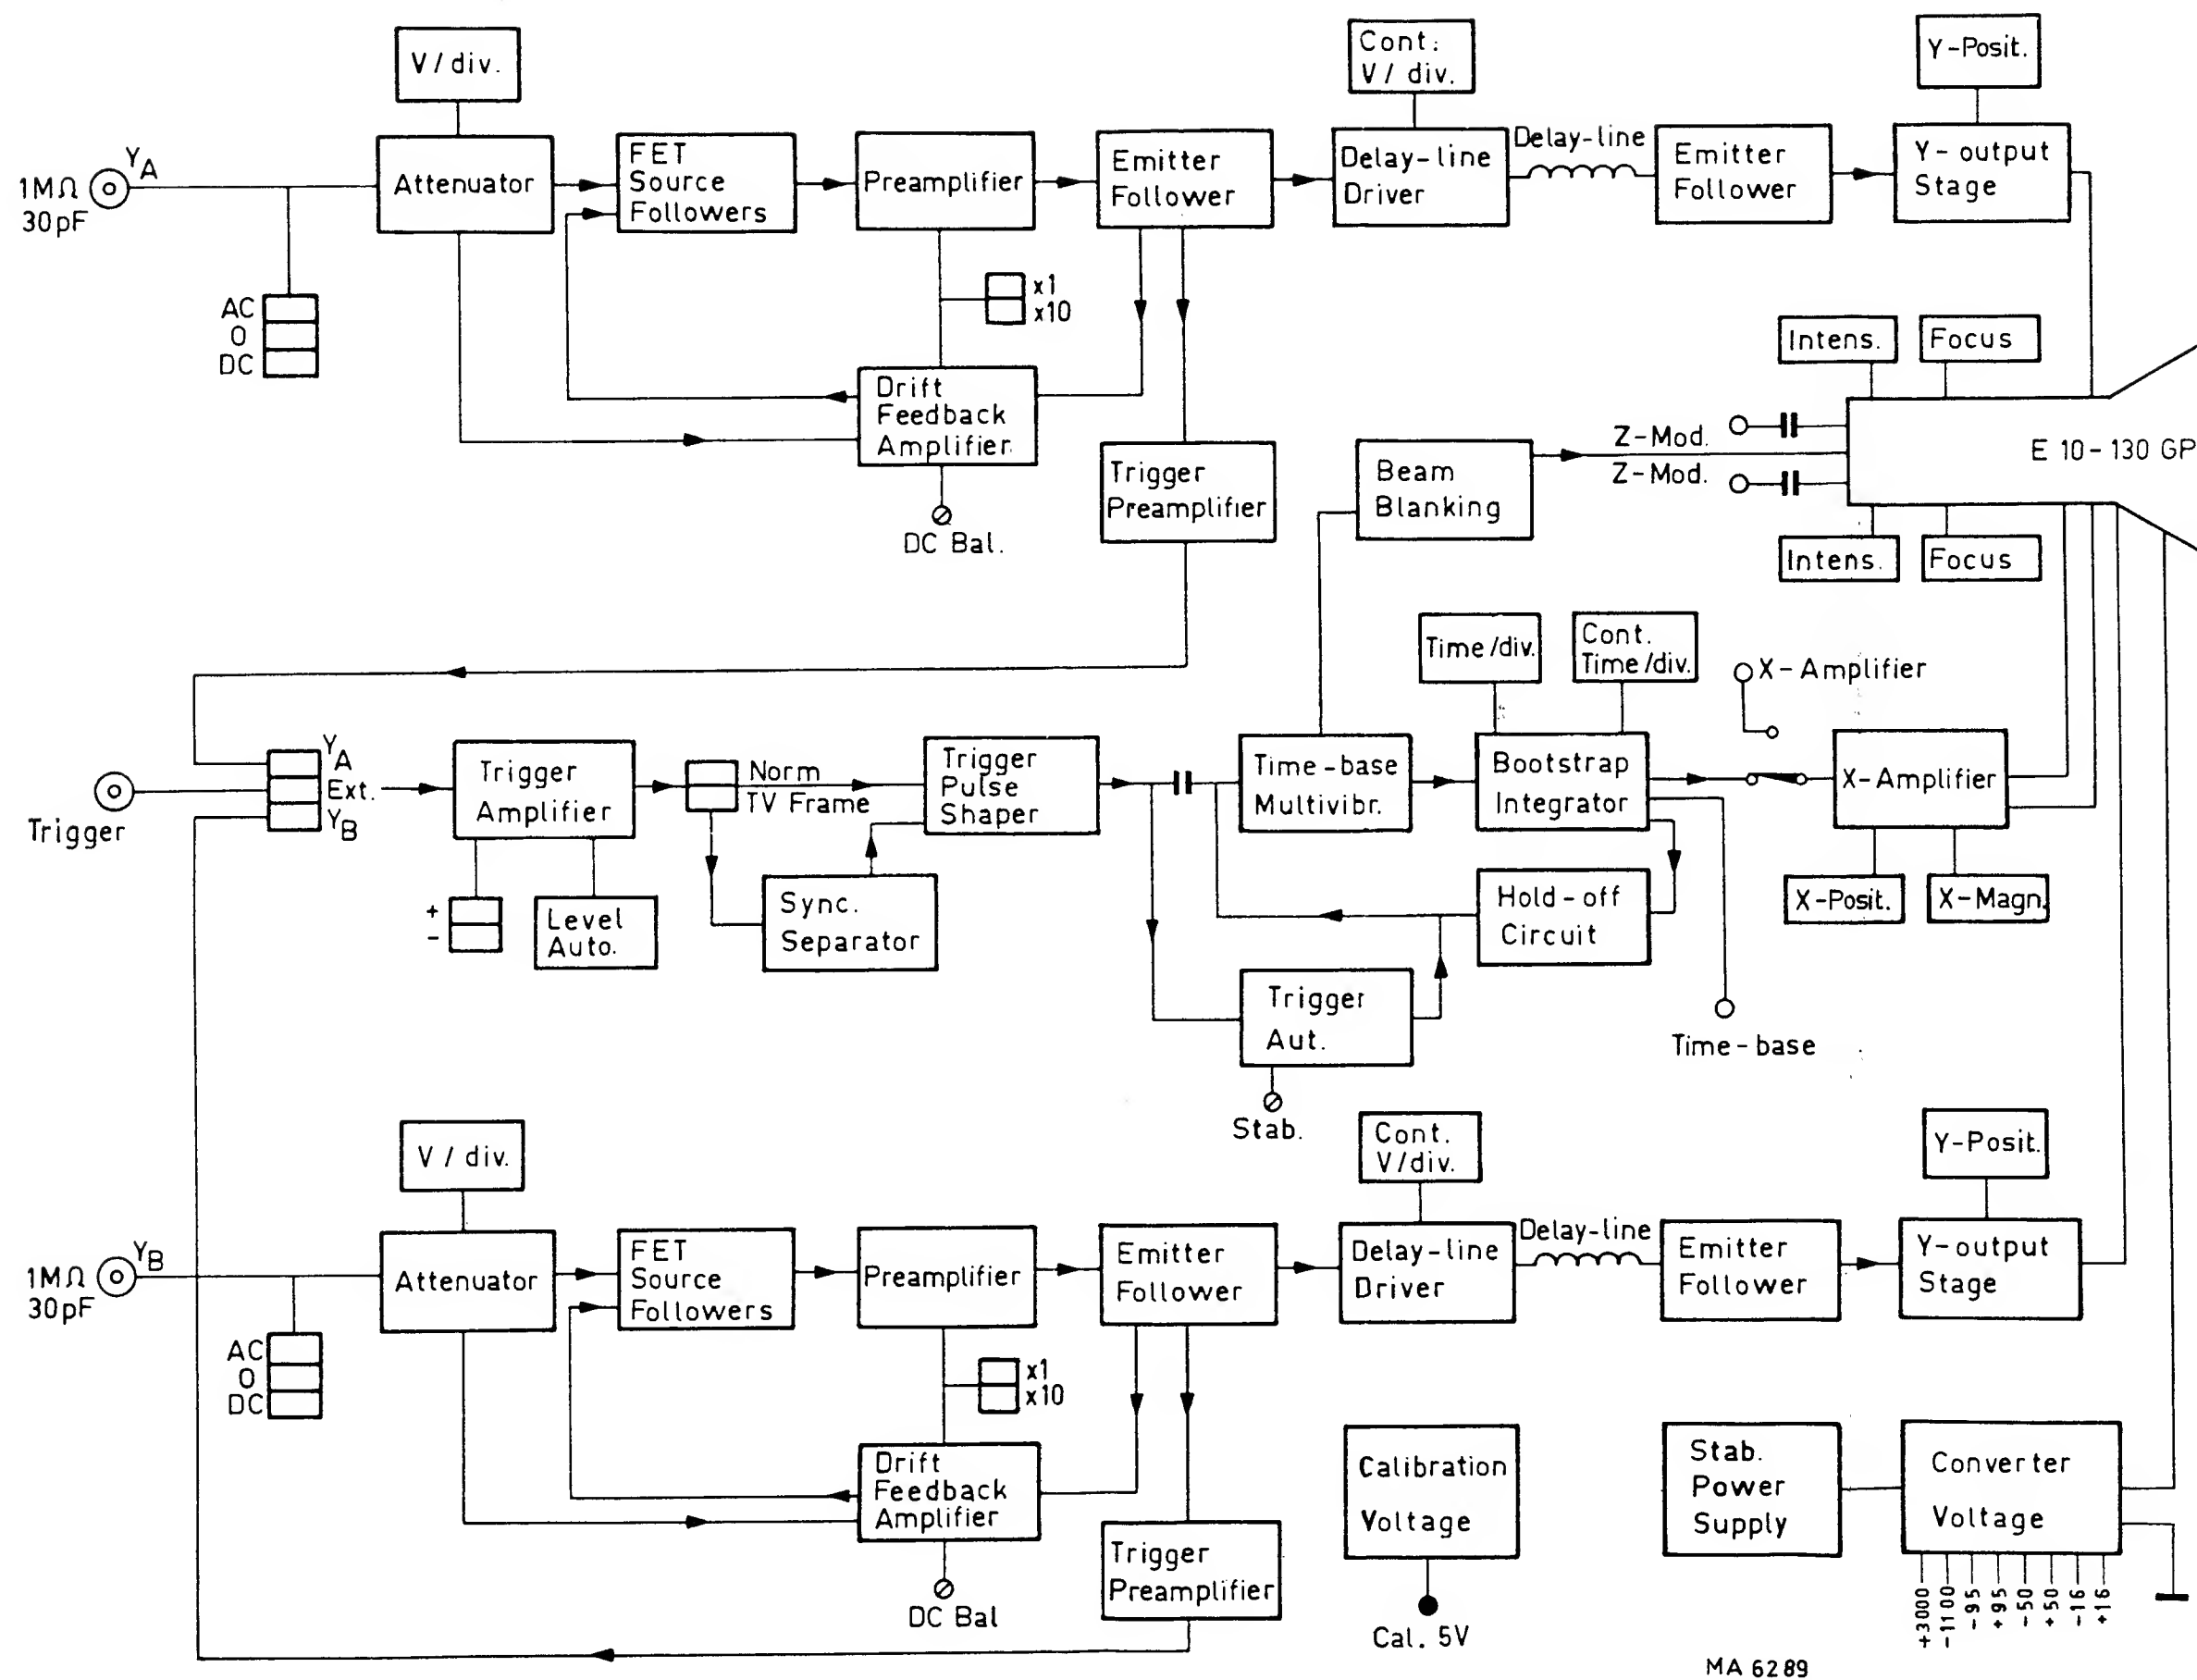 V / div.
Cont.
V / div.
Y-Posit.
YA
1MΩ
30pF
Attenuator
FET
Source
Followers
Preamplifier
Emitter
Follower
Delay-line
Driver
Delay-line
Emitter
Follower
Y-output
Stage
AC
0
DC
x1
x10
Intens.
Focus
Drift
Feedback
Amplifier
DC Bal.
Trigger
Preamplifier
Beam
Blanking
Z-Mod.
Z-Mod.
E 10-130 GP
Intens.
Focus
Time/div.
Cont.
Time/div.
X-Amplifier
Trigger
YA
Ext.
YB
Trigger
Amplifier
Norm
TV Frame
Trigger
Pulse
Shaper
Time-base
Multivibr.
Bootstrap
Integrator
X-Amplifier
+
-
Level
Auto.
Sync.
Separator
Hold-off
Circuit
X-Posit.
X-Magn.
Trigger
Aut.
Stab.
Time-base
V / div.
Cont.
V/div.
Y-Posit.
YB
1MΩ
30pF
Attenuator
FET
Source
Followers
Preamplifier
Emitter
Follower
Delay-line
Driver
Delay-line
Emitter
Follower
Y-output
Stage
AC
0
DC
x1
x10
Drift
Feedback
Amplifier
DC Bal
Trigger
Preamplifier
Calibration
Voltage
Cal. 5V
Stab.
Power
Supply
Converter
Voltage
+3000
-1100
-95
+95
-50
+50
-16
+16
MA 6289